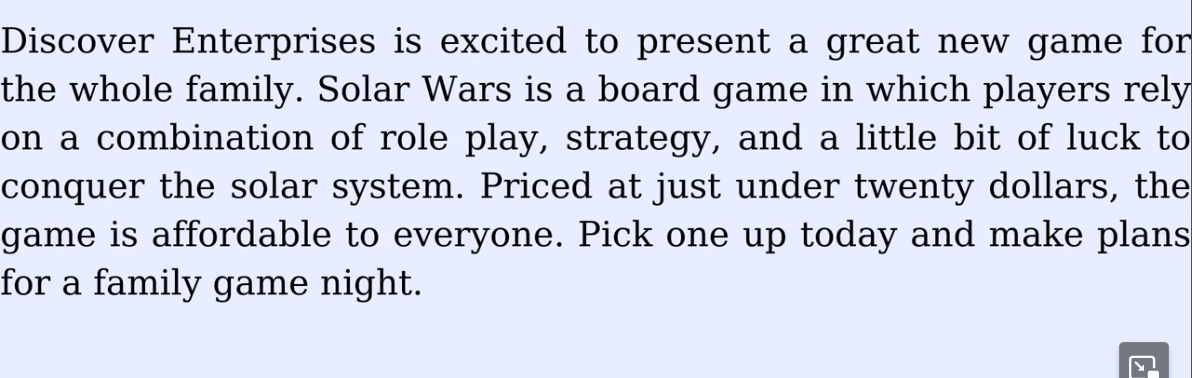 Discover Enterprises is excited to present a great new game for
the whole family. Solar Wars is a board game in which players rely
on a combination of role play, strategy, and a little bit of luck to
conquer the solar system. Priced at just under twenty dollars, the
game is affordable to everyone. Pick one up today and make plans
for a family game night.